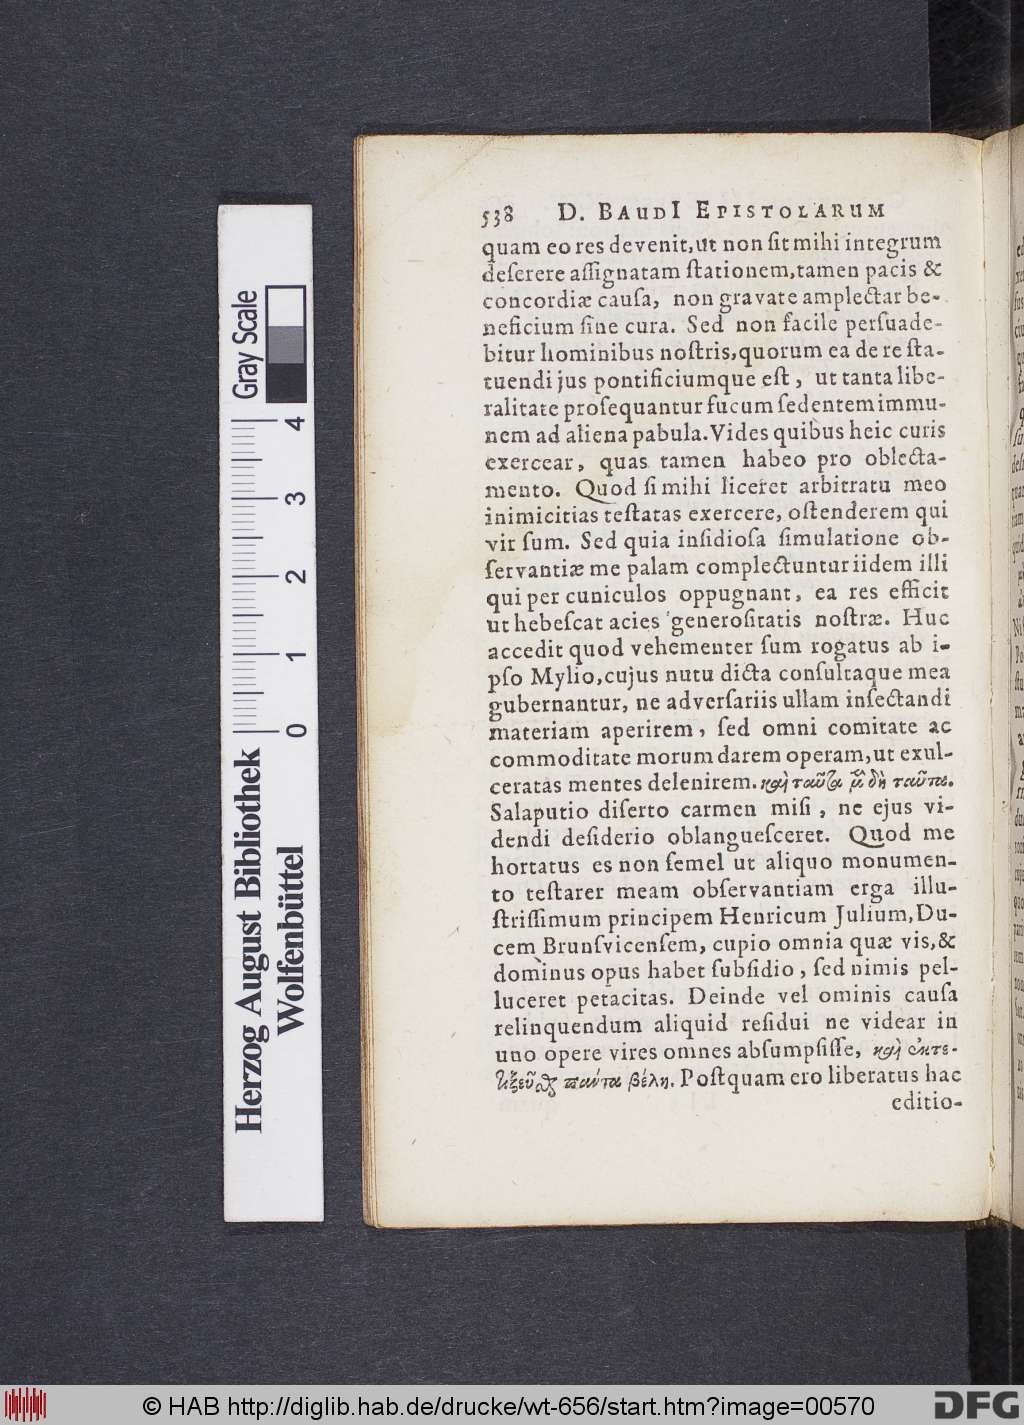 538 D. BAUDI EPISTOLARUM
quam eo res devenit, ut non ſit mihi integrum
deſerere aſſignatam ſtationem, tamen pacis &
concordiæ cauſa, non gravate amplectar be-
neficium ſine cura. Sed non facile perſuade-
bitur hominibus noſtris, quorum ea de re ſta-
tuendi jus pontificiumque eſt, ut tanta libe-
ralitate proſequantur fucum ſedentem immu-
nem ad aliena pabula. Vides quibus heic curis
exercear, quas tamen habeo pro oblecta-
mento. Quod ſi mihi liceret arbitratu meo
inimicitias teſtatas exercere, oſtenderem qui
vir ſum. Sed quia inſidioſa ſimulatione ob-
ſervantiæ me palam complectuntur iidem illi
qui per cuniculos oppugnant, ea res efficit
ut hebeſcat acies generoſitatis noſtræ. Huc
accedit quod vehementer ſum rogatus ab i-
pſo Mylio, cujus nutu dicta conſultaque mea
gubernantur, ne adverſariis ullam inſectandi
materiam aperirem, ſed omni comitate ac
commoditate morum darem operam, ut exul-
ceratas mentes delenirem. καὶ ταῦτα μὲν δὴ ταῦτα.
Salaputio diſerto carmen miſi, ne ejus vi-
dendi deſiderio oblangueſceret. Quod me
hortatus es non ſemel ut aliquo monumen-
to teſtarer meam obſervantiam erga illu-
ſtriſſimum principem Henricum Julium, Du-
cem Brunſvicenſem, cupio omnia quæ vis, &
dominus opus habet ſubſidio, ſed nimis pel-
luceret petacitas. Deinde vel ominis cauſa
relinquendum aliquid reſidui ne videar in
uno opere vires omnes abſumpſiſſe, καὶ ἐκτε-
τοξεῦσθαι πάντα βέλη. Poſtquam ero liberatus hac
editio-
Gray Scale
4 3 2 1 0
Herzog August Bibliothek
Wolfenbüttel
© HAB http://diglib.hab.de/drucke/wt-656/start.htm?image=00570
DFG